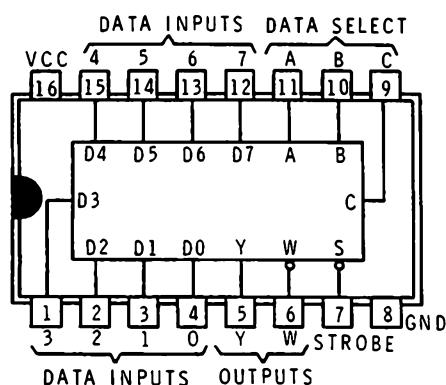 DATA INPUTS DATA SELECT
VCC 4 5 6 7 A B C
16 15 14 13 12 11 10 9
D4 D5 D6 D7 A B
D3 C
D2 D1 D0 Y W S
1 2 3 4 5 6 7 8 GND
3 2 1 0 Y W STROBE
DATA INPUTS OUTPUTS